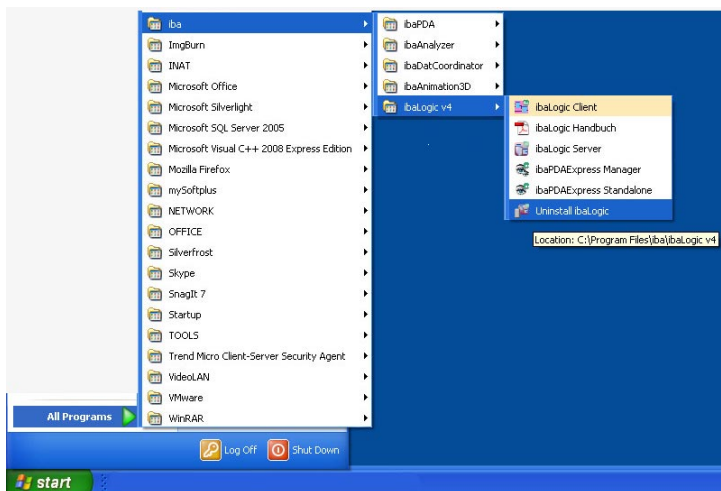 iba
ImgBurn
INAT
Microsoft Office
Microsoft Silverlight
Microsoft SQL Server 2005
Microsoft Visual C++ 2008 Express Edition
Mozilla Firefox
mySoftplus
NETWORK
OFFICE
Silverfrost
Skype
SnagIt 7
Startup
TOOLS
Trend Micro Client-Server Security Agent
VideoLAN
VMware
WinRAR
ibaPDA
ibaAnalyzer
ibaDatCoordinator
ibaAnimation3D
ibaLogic v4
ibaLogic Client
ibaLogic Handbuch
ibaLogic Server
ibaPDAExpress Manager
ibaPDAExpress Standalone
Uninstall ibaLogic
Location: C:\Program Files\iba\ibaLogic v4
All Programs
Log Off
Shut Down
start